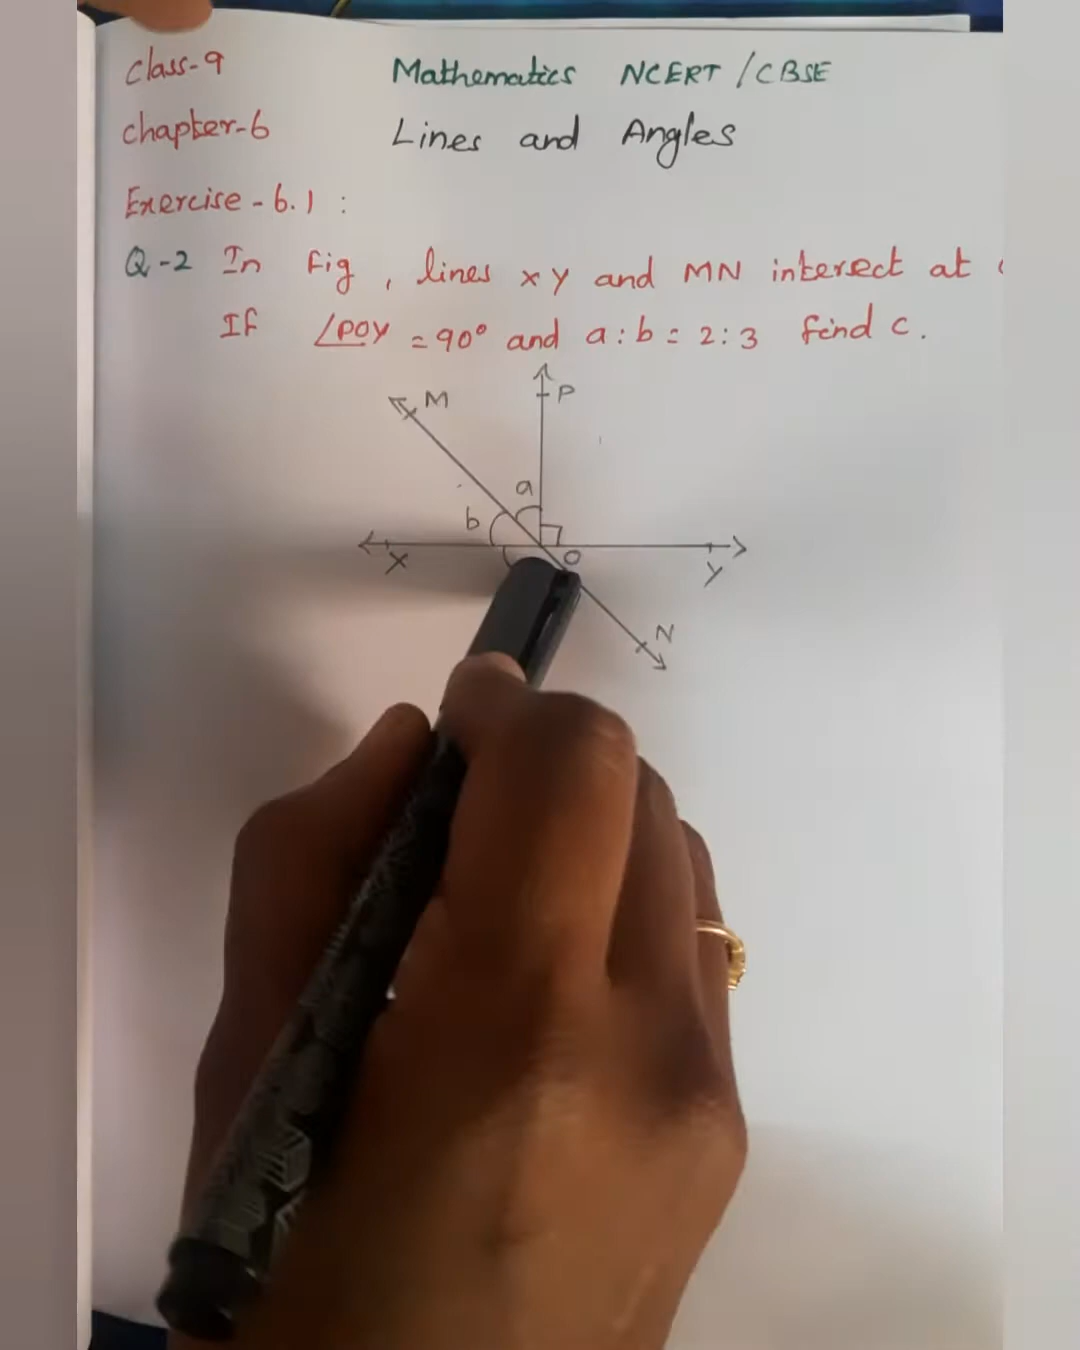 Class-9 Mathematics NCERT / CBSE
Chapter-6 Lines and Angles
Exercise - 6.1 :
Q-2 In Fig , lines XY and MN intersect at
If ∠POY = 90° and a : b = 2 : 3 find c .
M P
a
b
X O Y
N